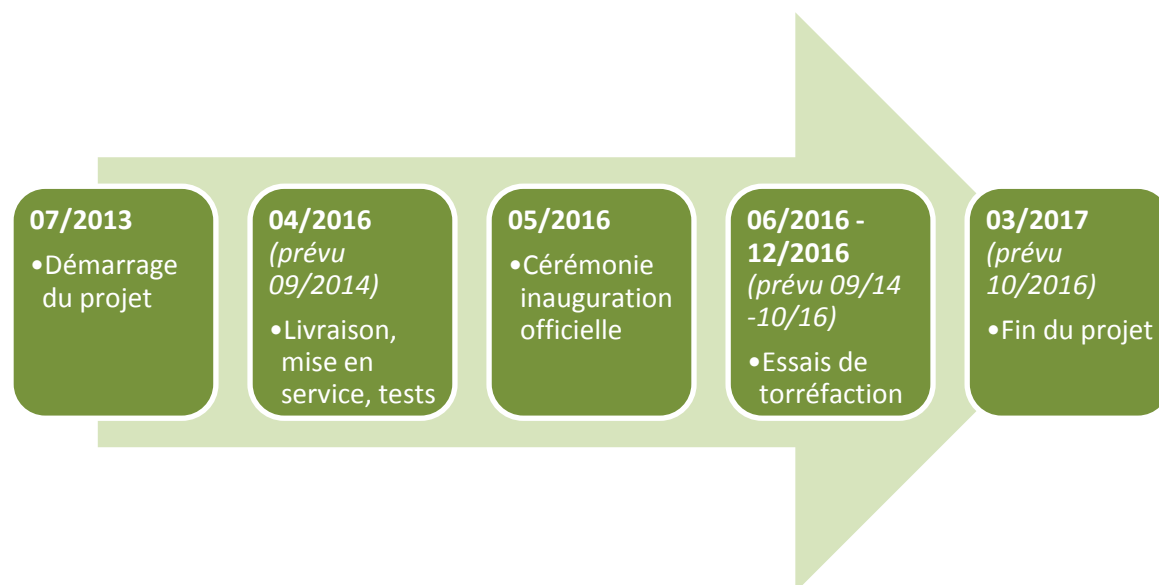 07/2013
•Démarrage
du projet
04/2016
(prévu
09/2014)
•Livraison,
mise en
service, tests
05/2016
•Cérémonie
inauguration
officielle
06/2016 -
12/2016
(prévu 09/14
-10/16)
•Essais de
torréfaction
03/2017
(prévu
10/2016)
•Fin du projet